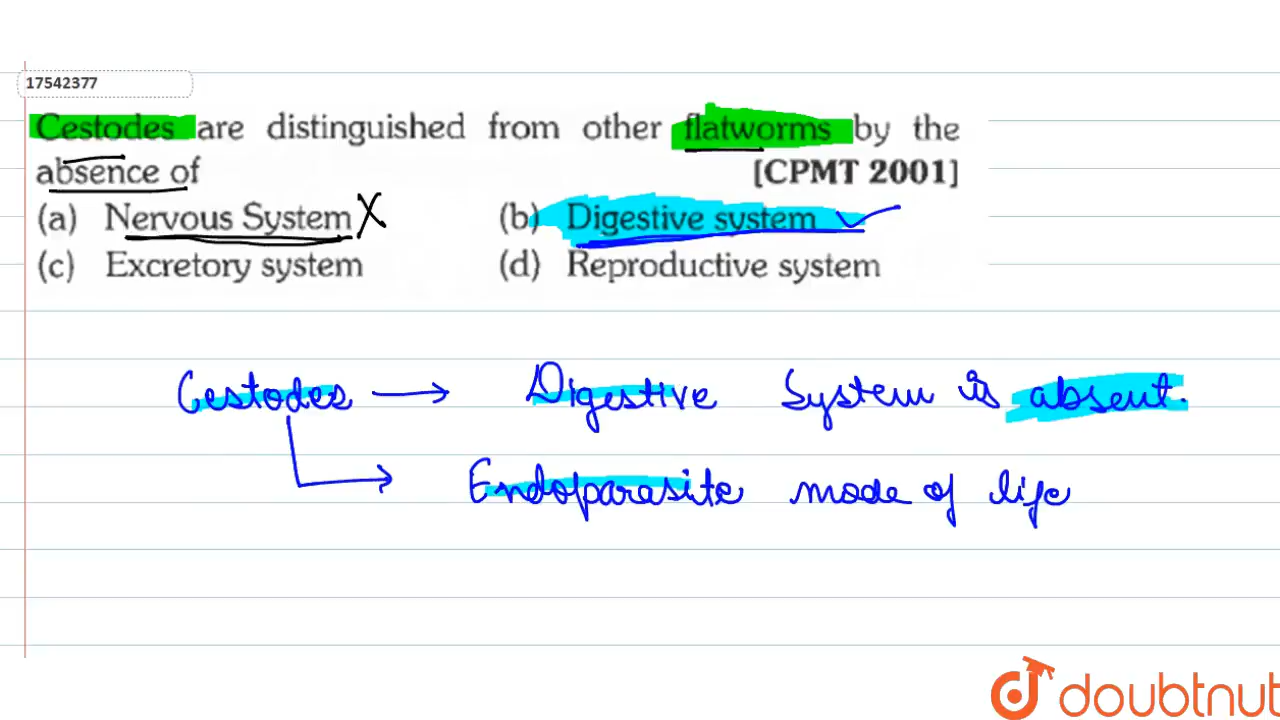 17542377
Cestodes are distinguished from other flatworms by the
absence of [CPMT 2001]
(a) Nervous System X (b) Digestive system ✓
(c) Excretory system (d) Reproductive system
Cestodes → Digestive System is absent.
→ Endoparasite mode of life
doubtnut